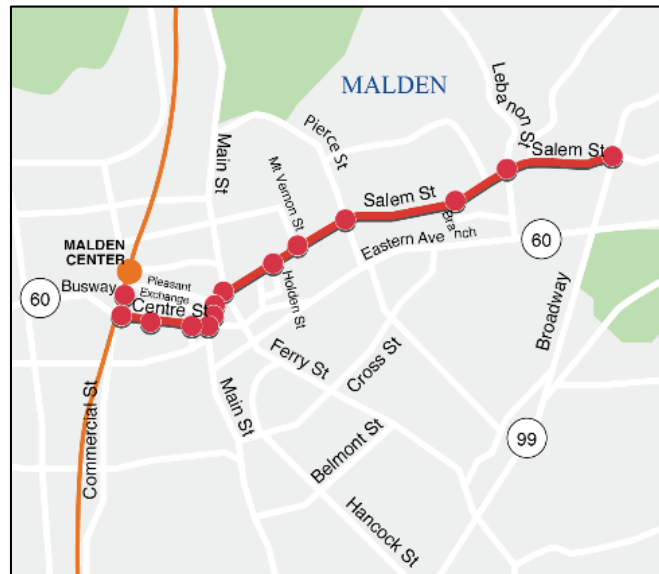 MALDEN
Lebanon St
Pierce St
Main St
Salem St
Mt Vernon St
Salem St
Branch
Eastern Ave
60
MALDEN
CENTER
Pleasant
Busway
Exchange
60
Centre St
Holden St
Broadway
Ferry St
Cross St
Main St
Commercial St
Belmont St
99
Hancock St